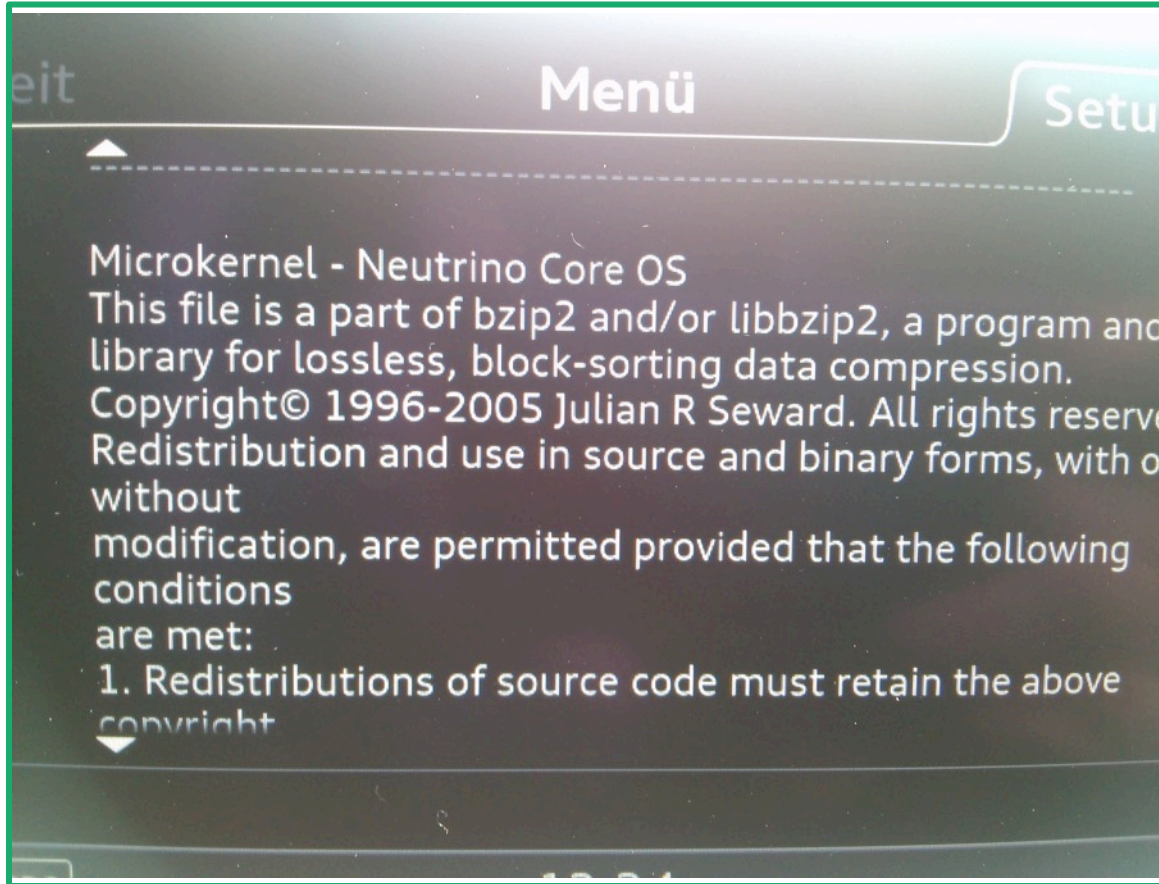 eit
Menü
Setu
Microkernel - Neutrino Core OS
This file is a part of bzip2 and/or libbzip2, a program and
library for lossless, block-sorting data compression.
Copyright© 1996-2005 Julian R Seward. All rights reserve
Redistribution and use in source and binary forms, with o
without
modification, are permitted provided that the following
conditions
are met:
1. Redistributions of source code must retain the above
copyright